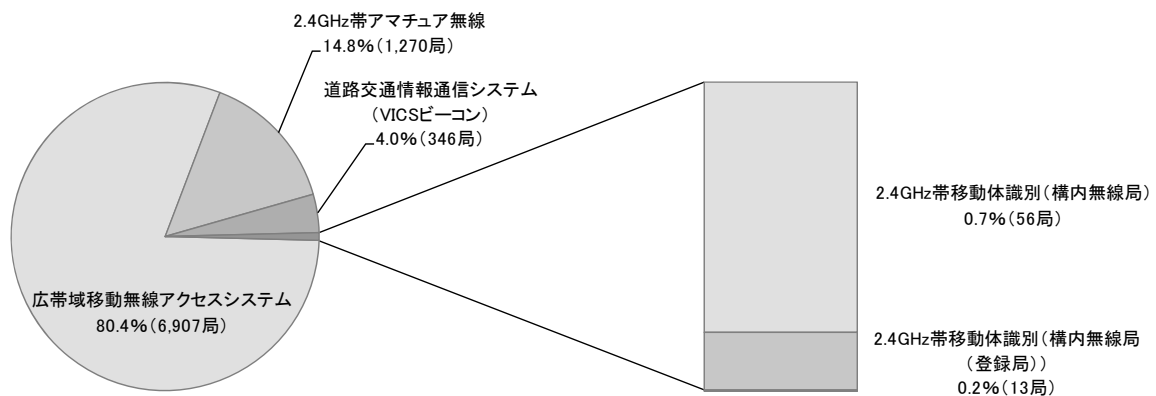 2.4GHz帯アマチュア無線
14.8%(1,270局)
道路交通情報通信システム
(VICSビーコン)
4.0%(346局)
2.4GHz帯移動体識別(構内無線局)
0.7%(56局)
広帯域移動無線アクセスシステム
80.4%(6,907局)
2.4GHz帯移動体識別(構内無線局
(登録局))
0.2%(13局)